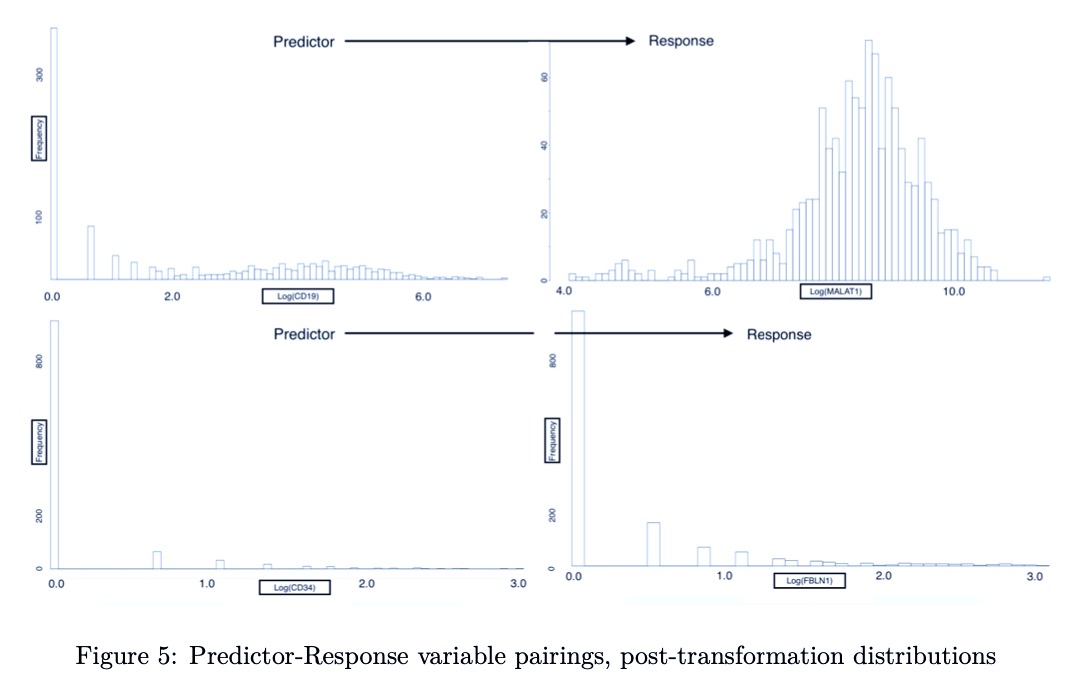 Predictor
Response
300
Frequency
100
0.0 2.0 Log(CD19) 6.0
60
40
20
0
4.0 6.0 Log(MALAT1) 10.0
Predictor
Response
800
Frequency
200
0
0.0 1.0 Log(CD34) 2.0 3.0
800
Frequency
200
0
0.0 1.0 Log(FBLN1) 2.0 3.0
Figure 5: Predictor-Response variable pairings, post-transformation distributions